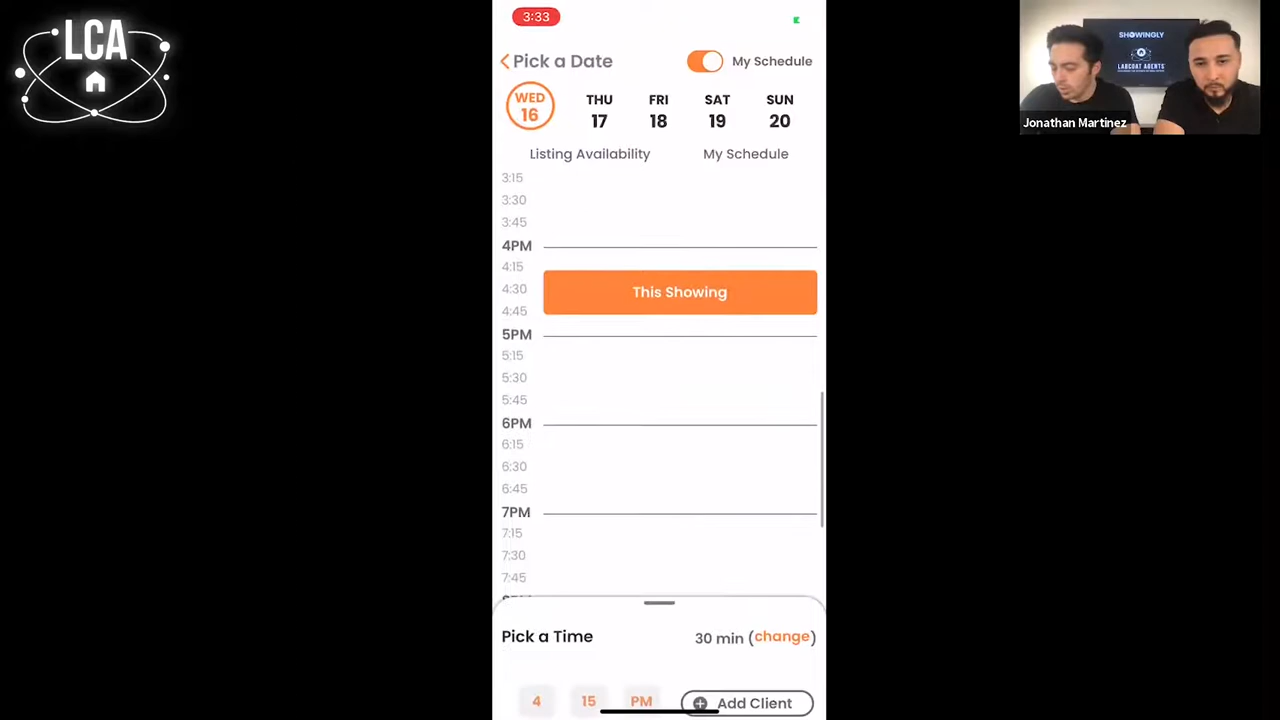 LCA
3:33
Pick a Date
My Schedule
WED
16
THU
17
FRI
18
SAT
19
SUN
20
Listing Availability
My Schedule
3:15
3:30
3:45
4PM
4:15
4:30
This Showing
4:45
5PM
5:15
5:30
5:45
6PM
6:15
6:30
6:45
7PM
7:15
7:30
7:45
Pick a Time
30 min (change)
4
15
PM
Add Client
SHOWINGLY
LABCOAT AGENTS
Jonathan Martinez